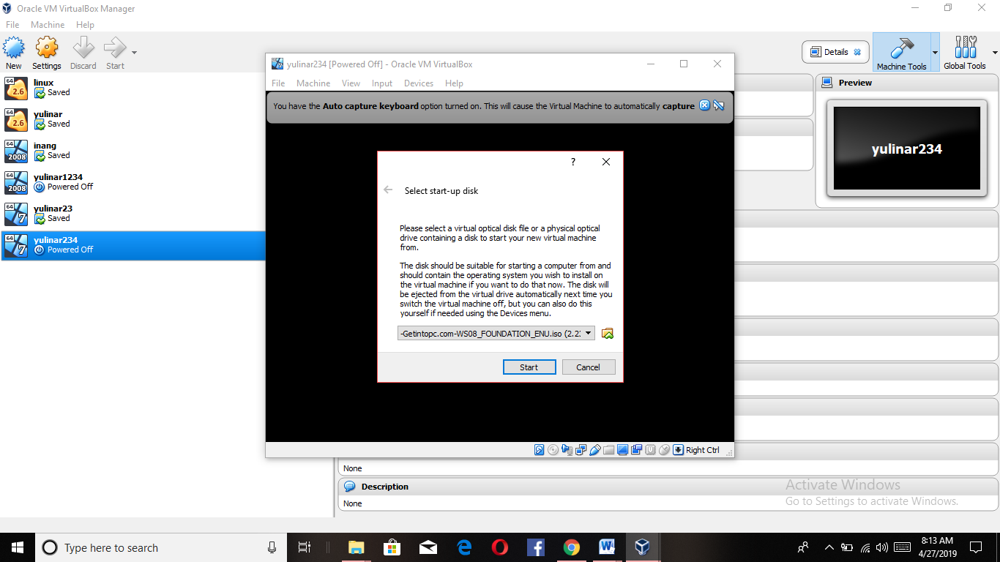 Oracle VM VirtualBox Manager
File Machine Help
New Settings Discard Start
Details
Machine Tools
Global Tools
64
2.6
linux
Saved
64
2.6
yulinar
Saved
64
2008
inang
Saved
64
2008
yulinar1234
Powered Off
64
7
yulinar23
Saved
64
7
yulinar234
Powered Off
yulinar234 [Powered Off] - Oracle VM VirtualBox
File Machine View Input Devices Help
You have the Auto capture keyboard option turned on. This will cause the Virtual Machine to automatically capture
?
Select start-up disk
Please select a virtual optical disk file or a physical optical
drive containing a disk to start your new virtual machine
from.
The disk should be suitable for starting a computer from and
should contain the operating system you wish to install on
the virtual machine if you want to do that now. The disk will
be ejected from the virtual drive automatically next time you
switch the virtual machine off, but you can also do this
yourself if needed using the Devices menu.
-Getintopc.com-WS08_FOUNDATION_ENU.iso (2.23
Start Cancel
Right Ctrl
Preview
yulinar234
None
Description
None
Activate Windows
Go to Settings to activate Windows.
Type here to search
8:13 AM
4/27/2019